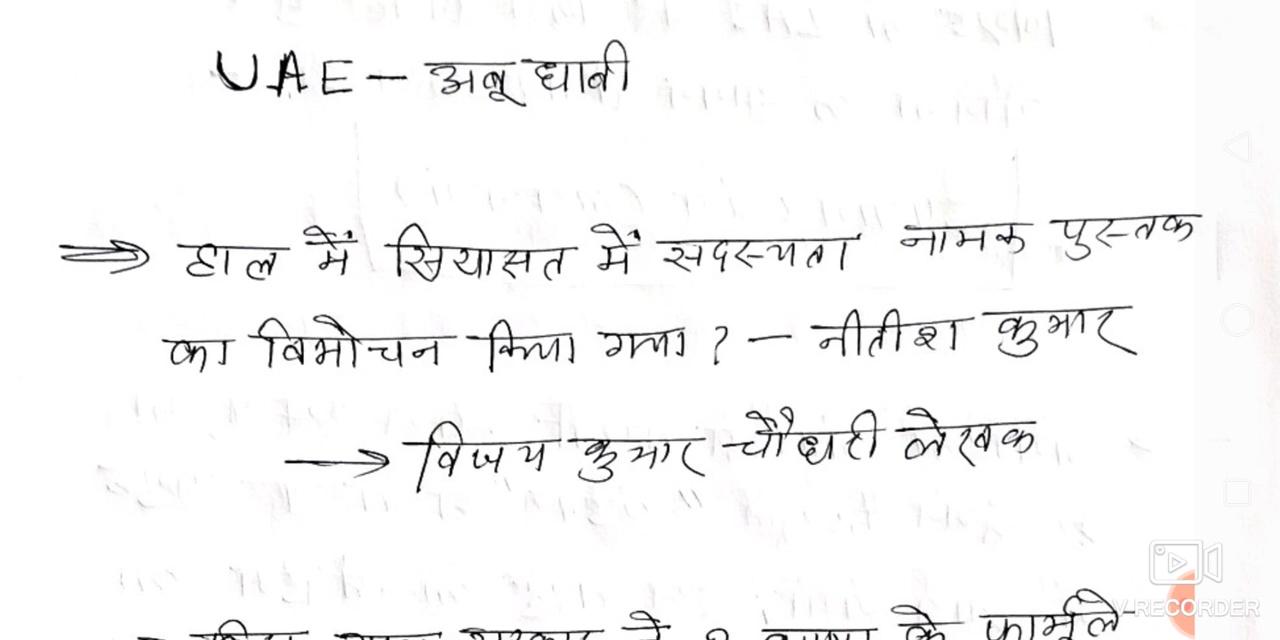 UAE – अबू धाबी
⇒ हाल में सियासत में सदस्यता नामक पुस्तक
का विमोचन किया गया? – नीतीश कुमार
→ विजय कुमार चौधरी लेखक
के फार्मूले
V RECORDER